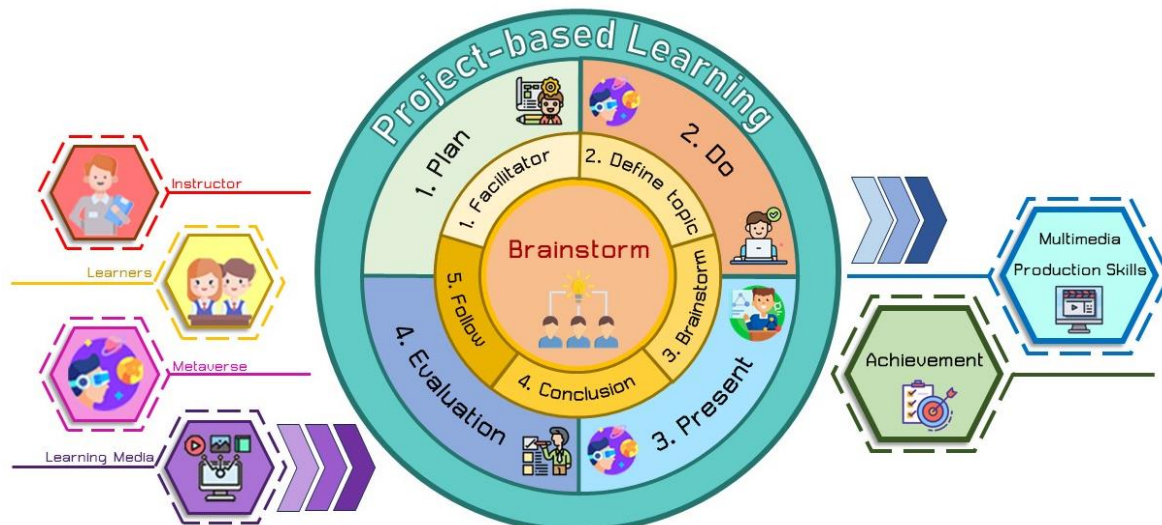 Project-based Learning
1. Plan
2. Do
3. Present
4. Evaluation
1. Facilitator
2. Define topic
3. Brainstorm
4. Conclusion
5. Follow
Brainstorm
Instructor
Learners
Metaverse
Learning Media
Multimedia
Production Skills
Achievement